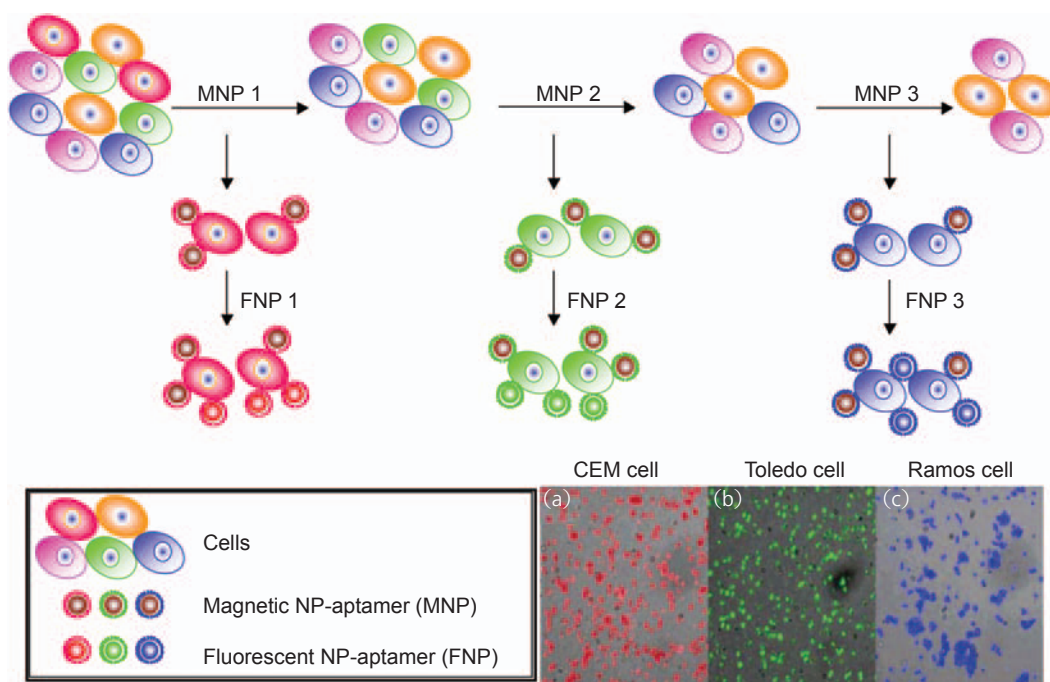 MNP 1
MNP 2
MNP 3
FNP 1
FNP 2
FNP 3
CEM cell
Toledo cell
Ramos cell
(a)
(b)
(c)
Cells
Magnetic NP-aptamer (MNP)
Fluorescent NP-aptamer (FNP)